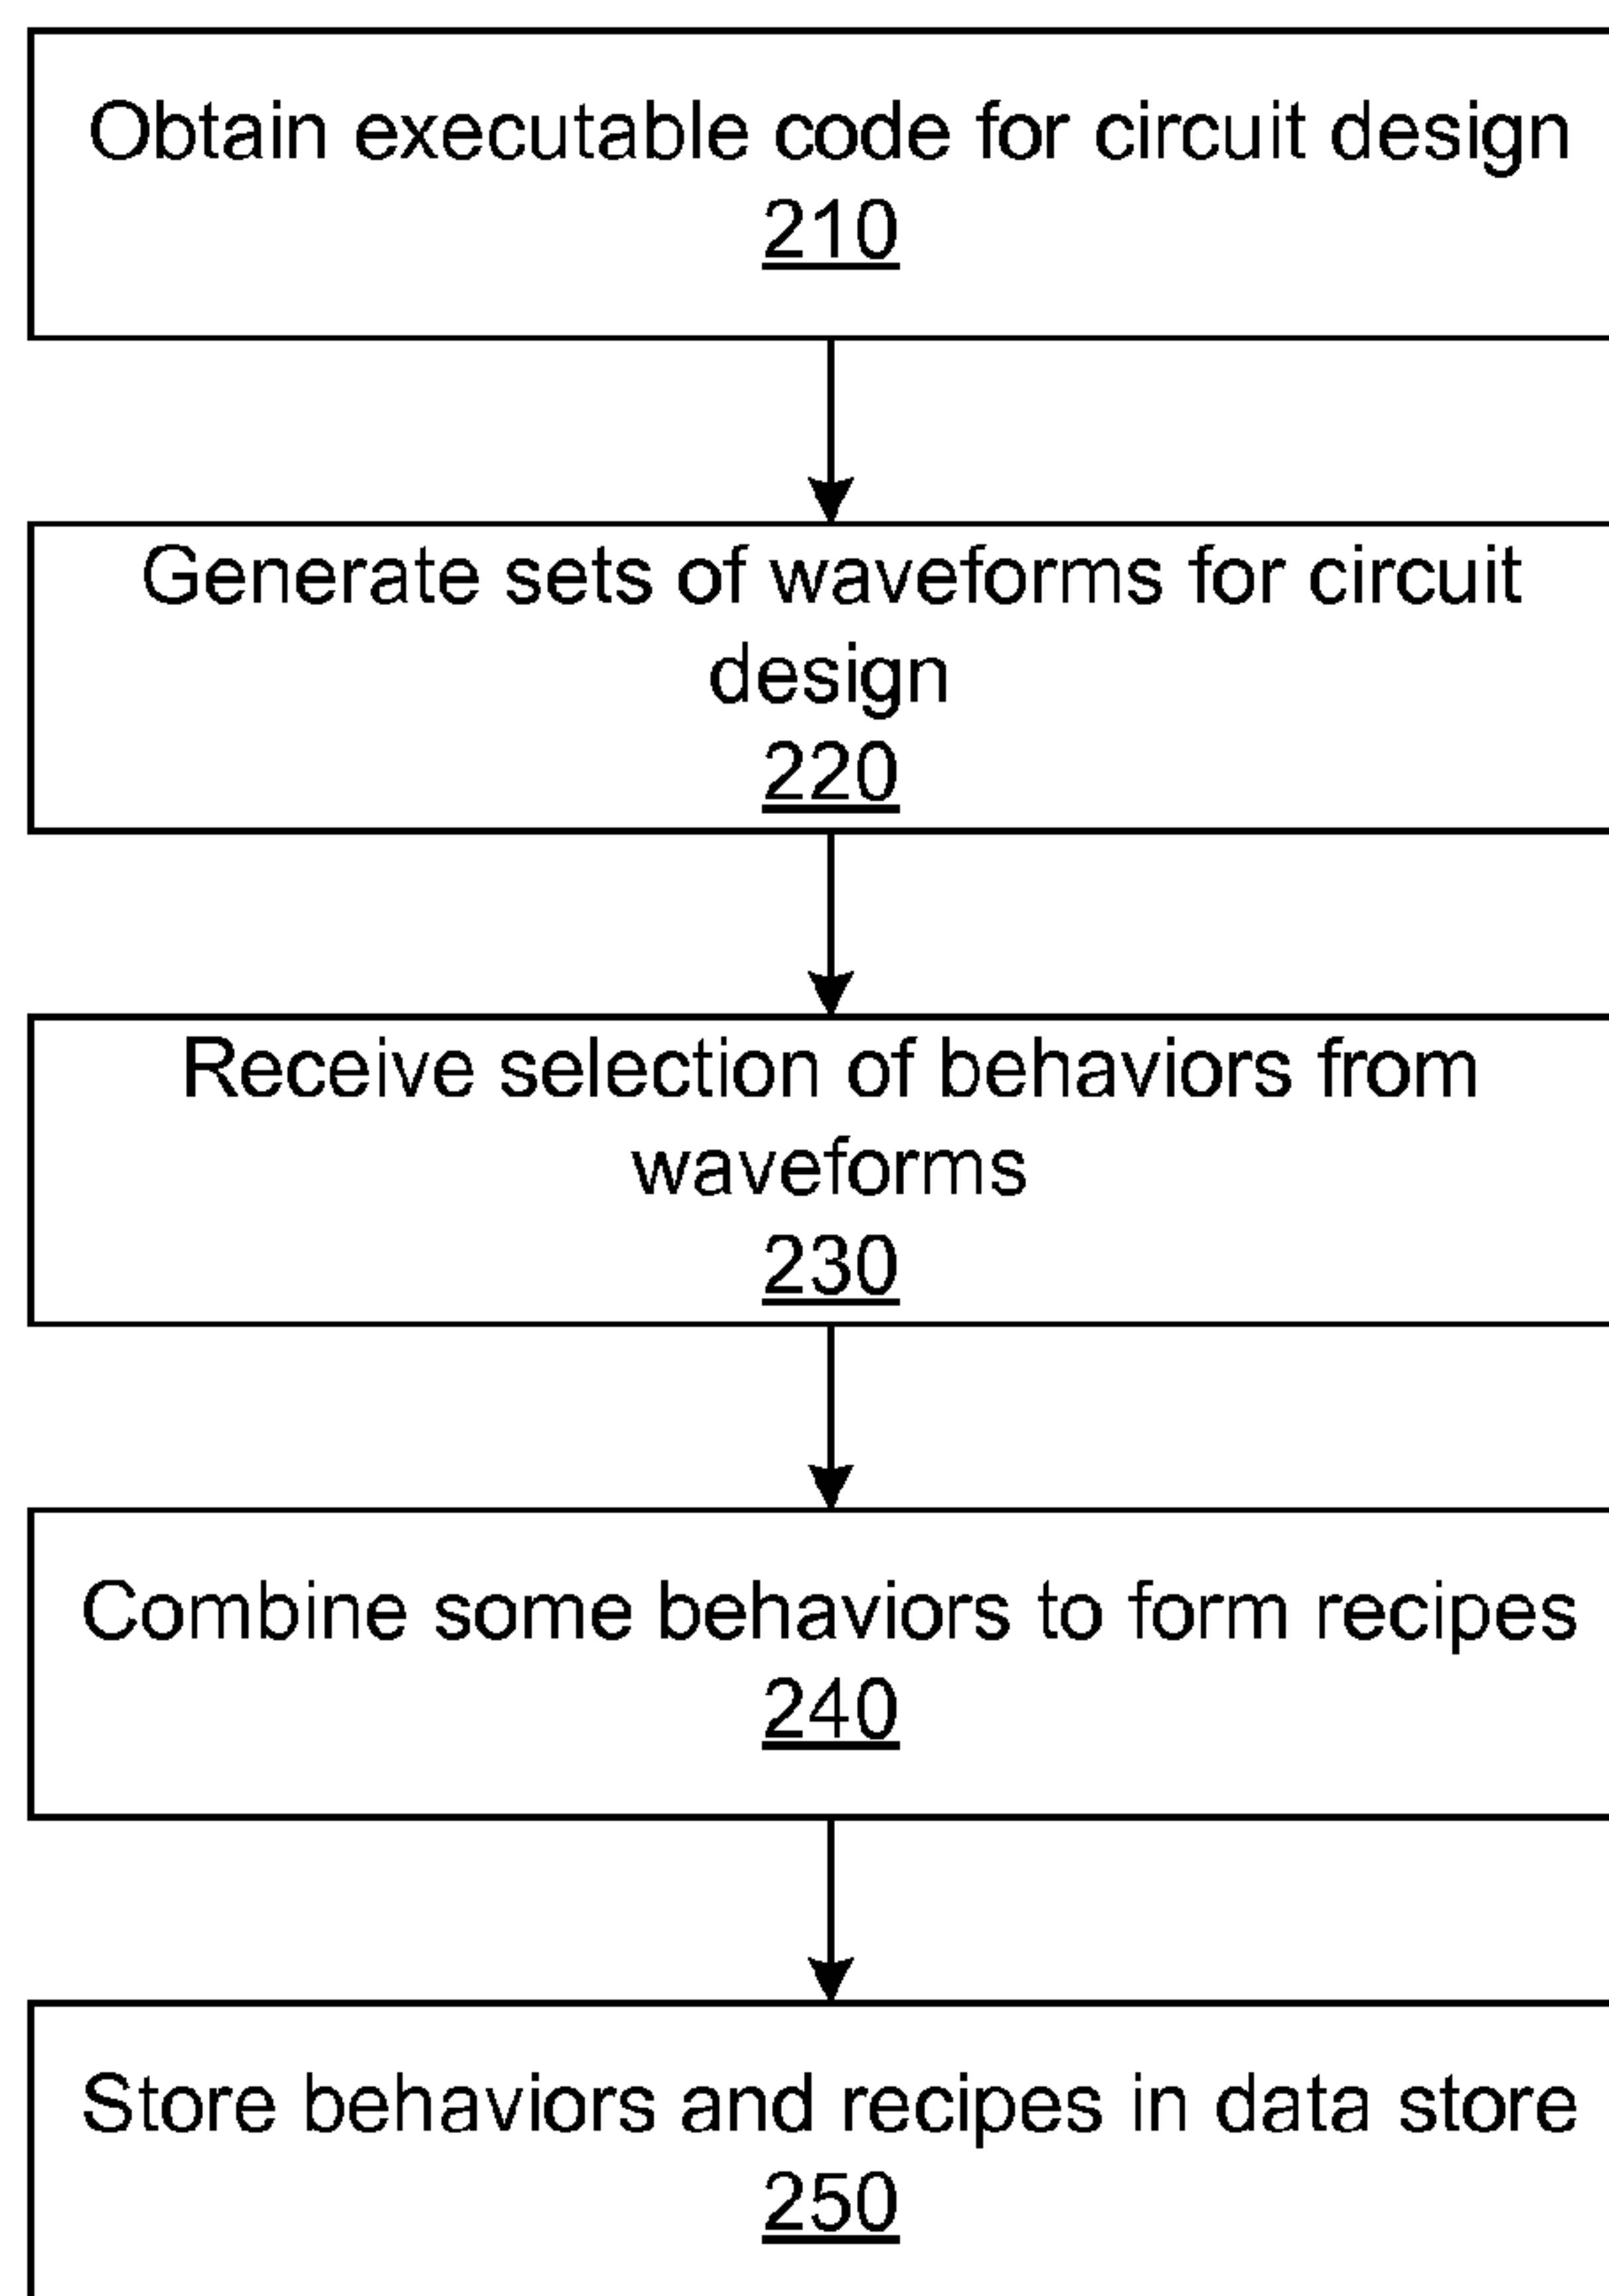 Obtain executable code for circuit design
210
Generate sets of waveforms for circuit
design
220
Receive selection of behaviors from
waveforms
230
Combine some behaviors to form recipes
240
Store behaviors and recipes in data store
250